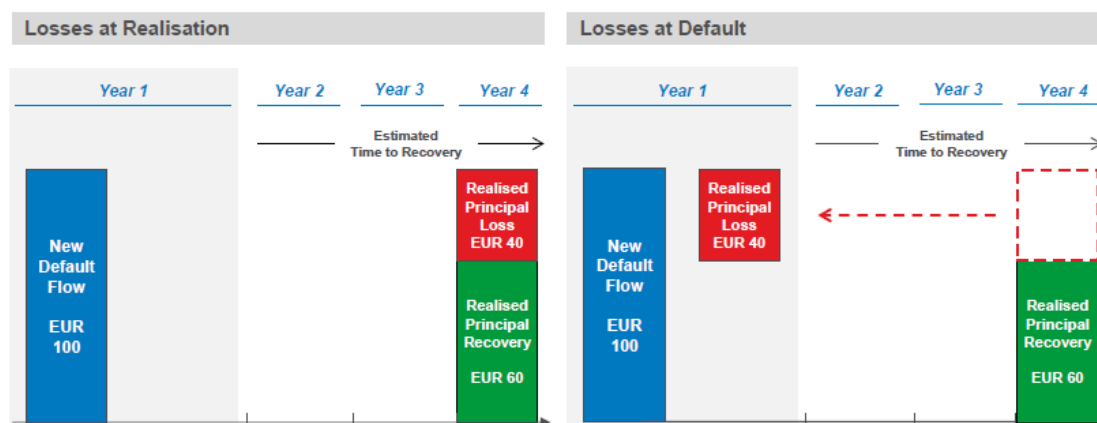 Losses at Realisation
Year 1
Year 2
Year 3
Year 4
Estimated
Time to Recovery
New
Default
Flow
EUR
100
Realised
Principal
Loss
EUR 40
Realised
Principal
Recovery
EUR 60
Losses at Default
Year 1
Year 2
Year 3
Year 4
Estimated
Time to Recovery
New
Default
Flow
EUR
100
Realised
Principal
Loss
EUR 40
Realised
Principal
Recovery
EUR 60